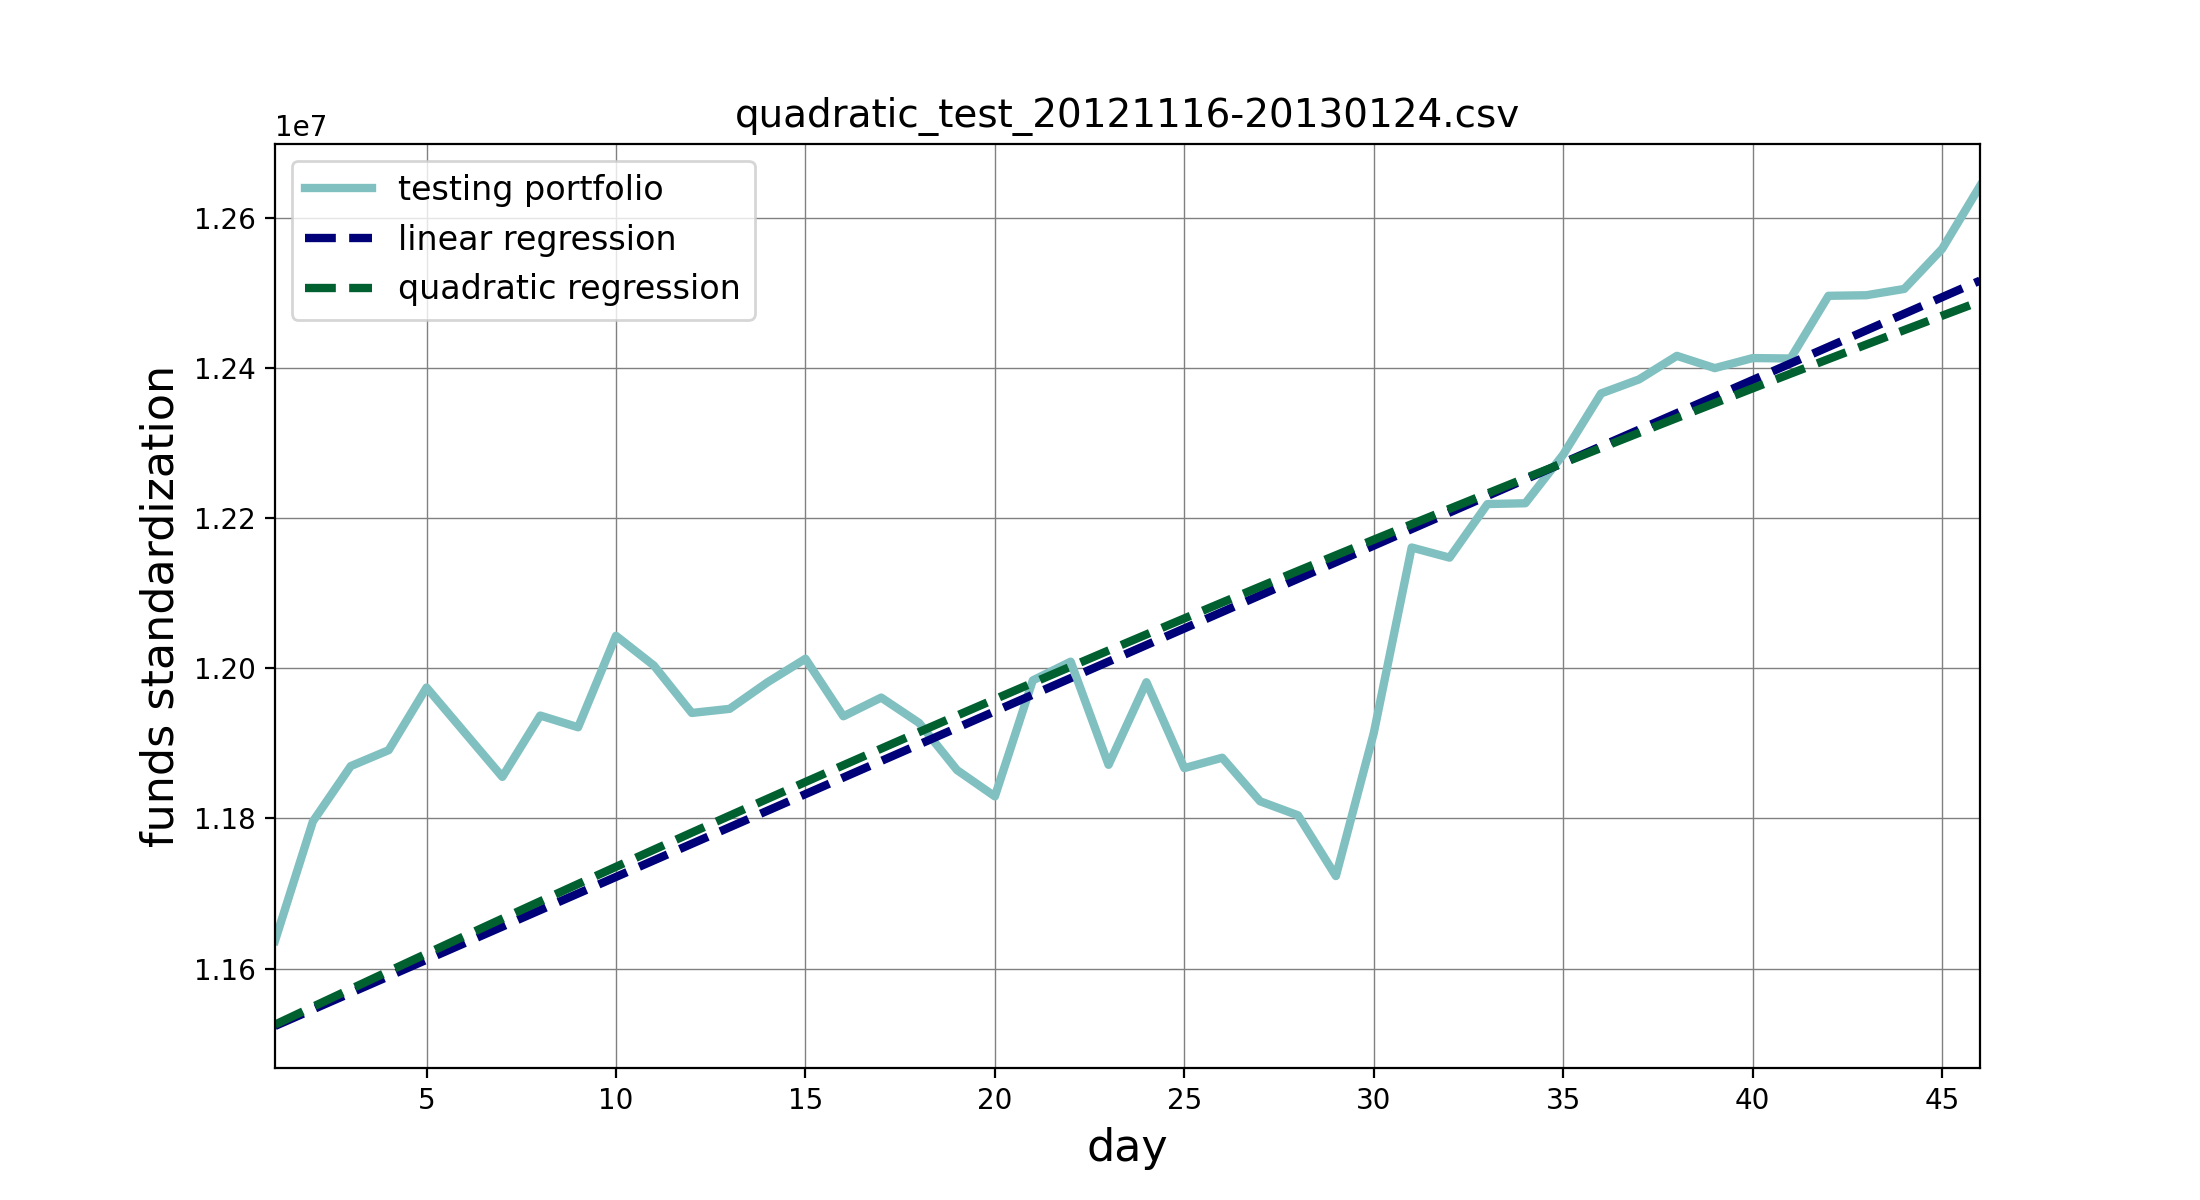 quadratic_test_20121116-20130124.csv
1e7
testing portfolio
linear regression
quadratic regression
funds standardization
1.26
1.24
1.22
1.20
1.18
1.16
5 10 15 20 25 30 35 40 45
day